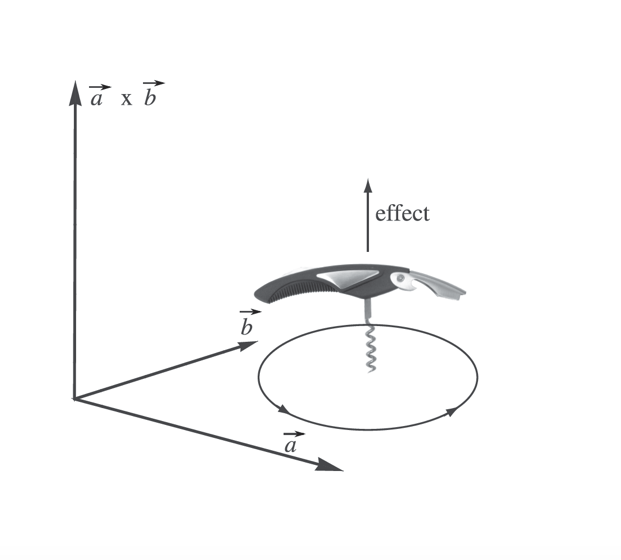 a⃗ x b⃗
effect
b⃗
a⃗